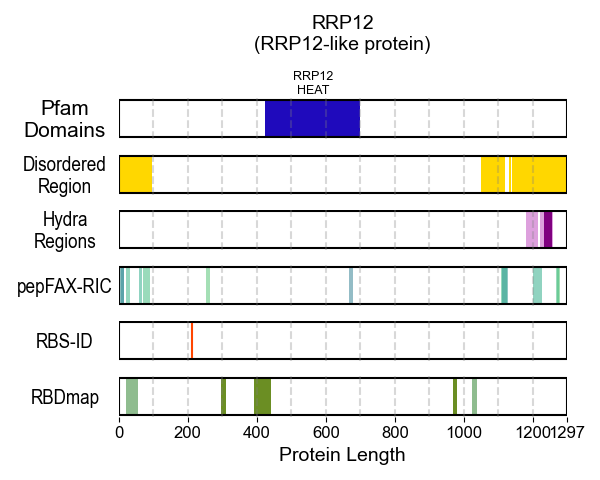 RRP12
(RRP12-like protein)
RRP12
HEAT
Pfam
Domains
Disordered
Region
Hydra
Regions
pepFAX-RIC
RBS-ID
RBDmap
0 200 400 600 800 1000 1200 1297
Protein Length